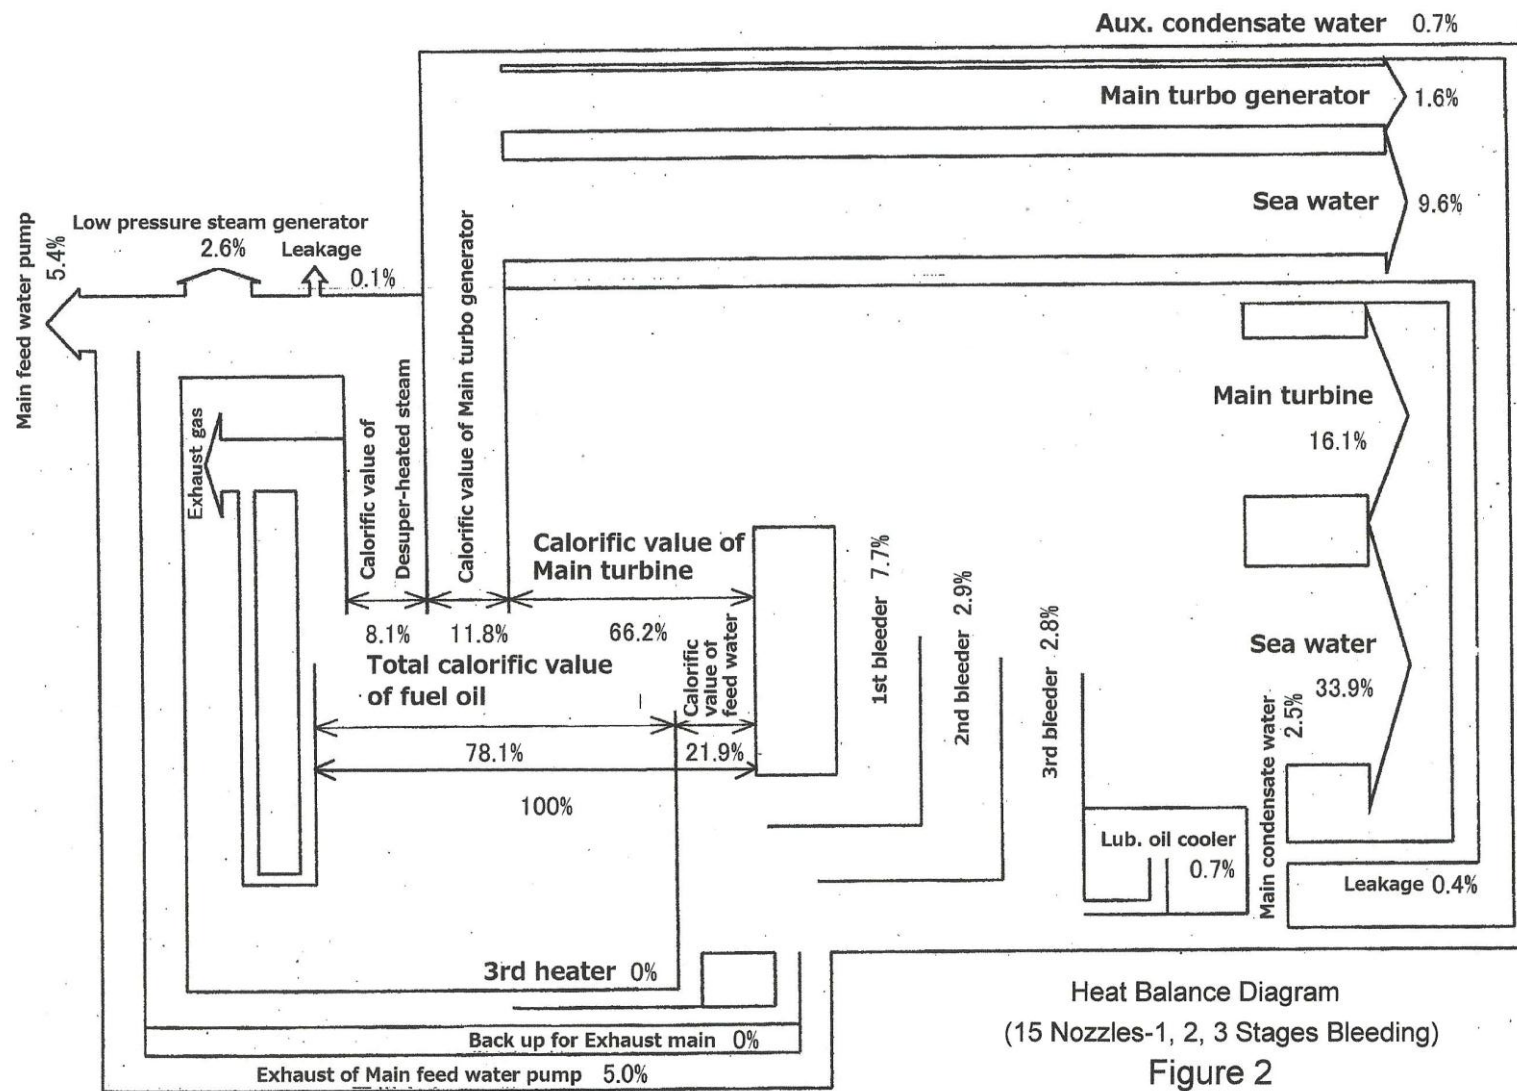 Aux. condensate water 0.7%
Main turbo generator 1.6%
Sea water 9.6%
Main feed water pump
5.4%
Low pressure steam generator
2.6%
Leakage
0.1%
Calorific value of Main turbo generator
Calorific value of
Desuper-heated steam
Exhaust gas
Main turbine
16.1%
Calorific value of
Main turbine
8.1%
11.8%
66.2%
Total calorific value
of fuel oil
Calorific
value of
feed water
78.1%
21.9%
100%
1st bleeder 7.7%
2nd bleeder 2.9%
3rd bleeder 2.8%
Sea water
33.9%
Main condensate water
2.5%
Lub. oil cooler
0.7%
Leakage 0.4%
3rd heater 0%
Back up for Exhaust main 0%
Exhaust of Main feed water pump 5.0%
Heat Balance Diagram
(15 Nozzles-1, 2, 3 Stages Bleeding)
Figure 2